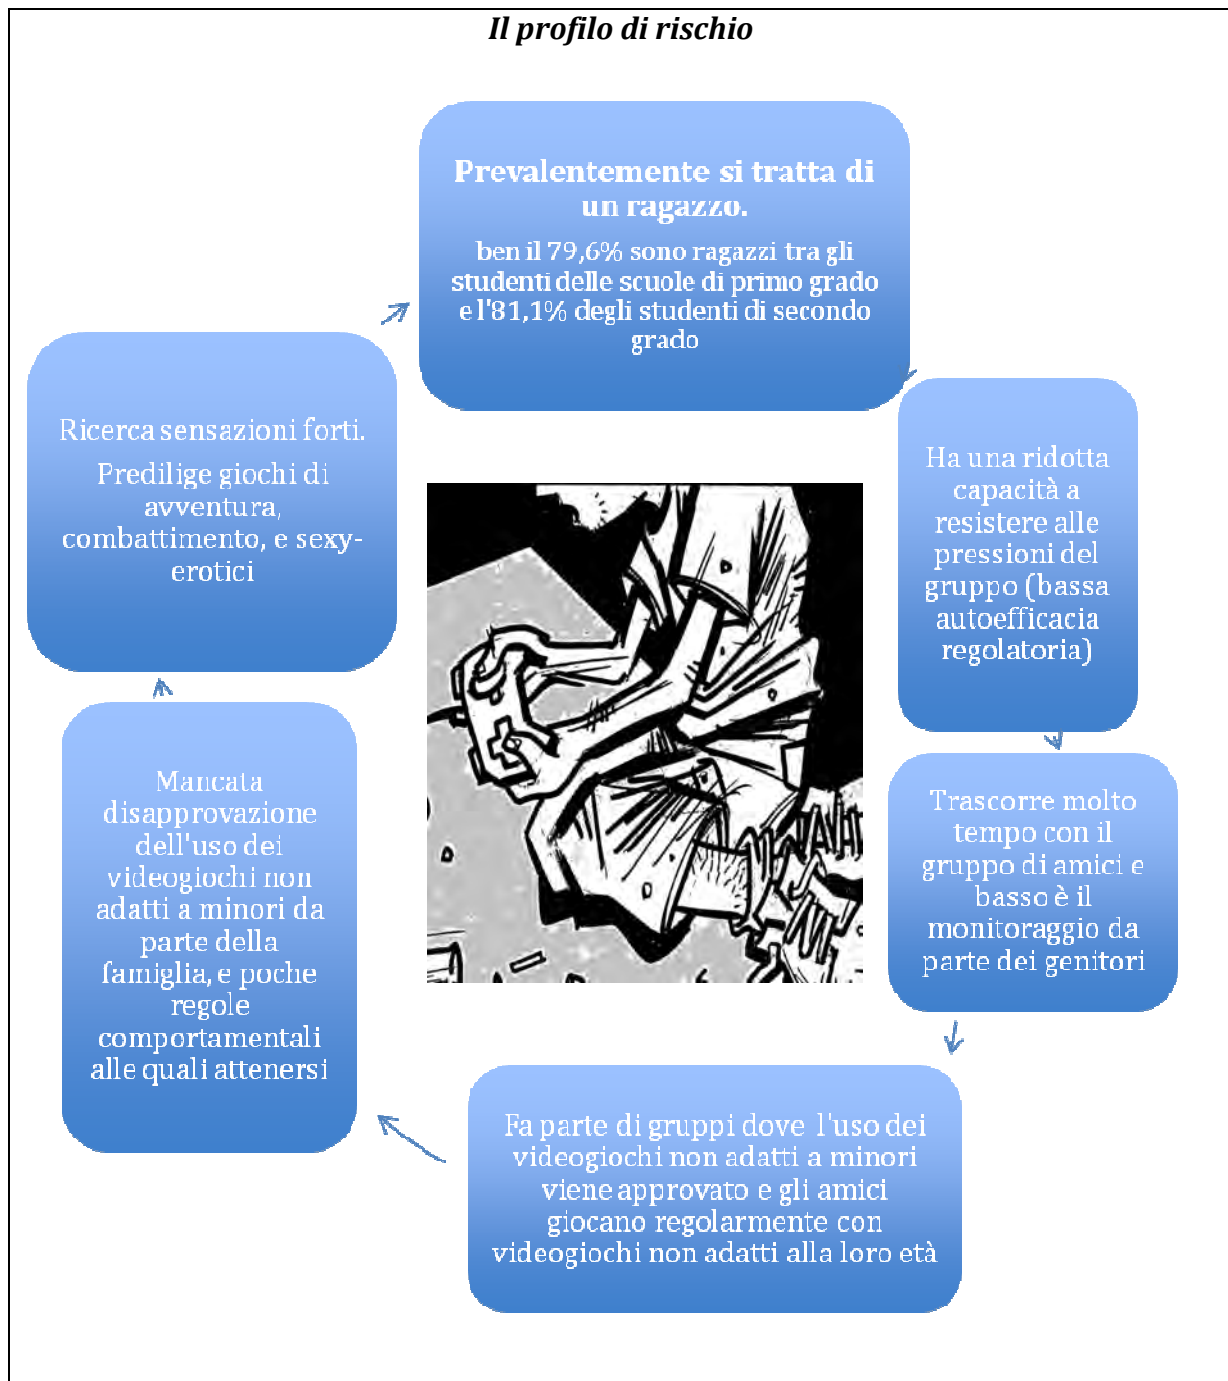 Il profilo di rischio
Prevalentemente si tratta di
un ragazzo.
ben il 79,6% sono ragazzi tra gli
studenti delle scuole di primo grado
e l'81,1% degli studenti di secondo
grado
Ha una ridotta
capacità a
resistere alle
pressioni del
gruppo (bassa
autoefficacia
regolatoria)
Trascorre molto
tempo con il
gruppo di amici e
basso è il
monitoraggio da
parte dei genitori
Fa parte di gruppi dove l'uso dei
videogiochi non adatti a minori
viene approvato e gli amici
giocano regolarmente con
videogiochi non adatti alla loro età
Mancata
disapprovazione
dell'uso dei
videogiochi non
adatti a minori da
parte della
famiglia, e poche
regole
comportamentali
alle quali attenersi
Ricerca sensazioni forti.
Predilige giochi di
avventura,
combattimento, e sexy-
erotici